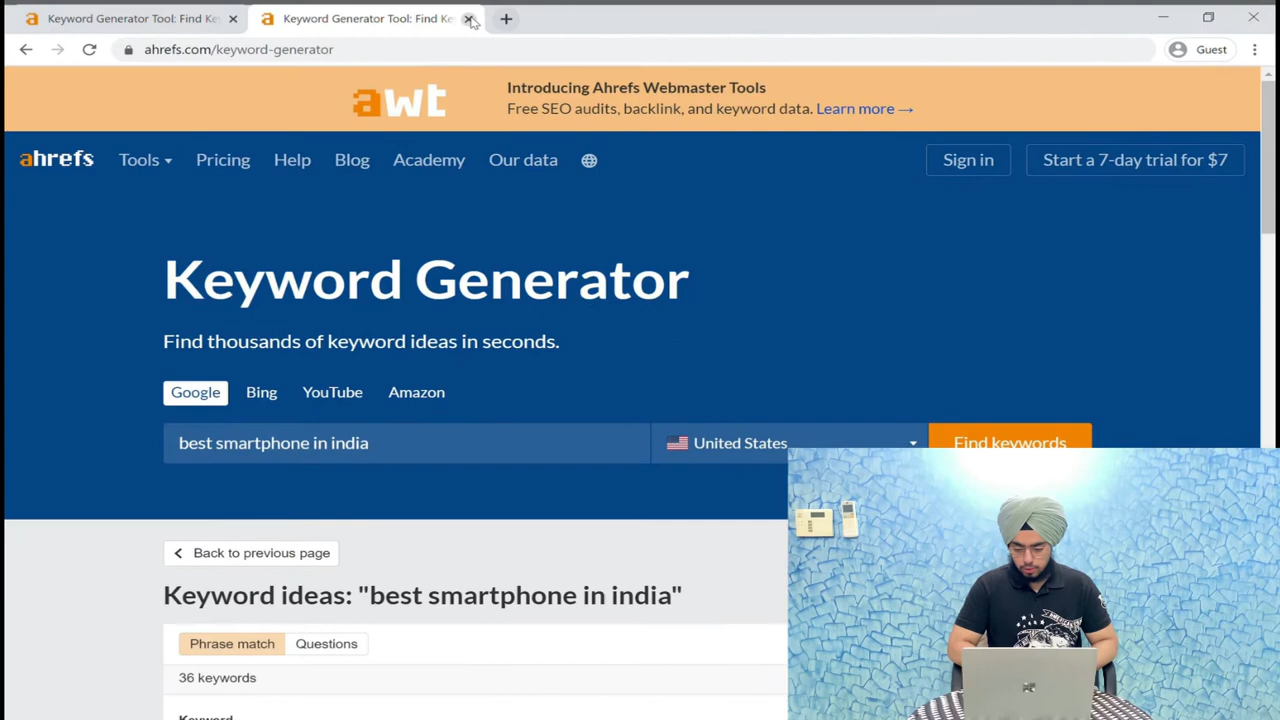 Keyword Generator Tool: Find Ke
Keyword Generator Tool: Find Ke
ahrefs.com/keyword-generator
Guest
awt
Introducing Ahrefs Webmaster Tools
Free SEO audits, backlink, and keyword data. Learn more →
ahrefs
Tools
Pricing
Help
Blog
Academy
Our data
Sign in
Start a 7-day trial for $7
Keyword Generator
Find thousands of keyword ideas in seconds.
Google
Bing
YouTube
Amazon
best smartphone in india
United States
Find keywords
Back to previous page
Keyword ideas: "best smartphone in india"
Phrase match
Questions
36 keywords
Keyword